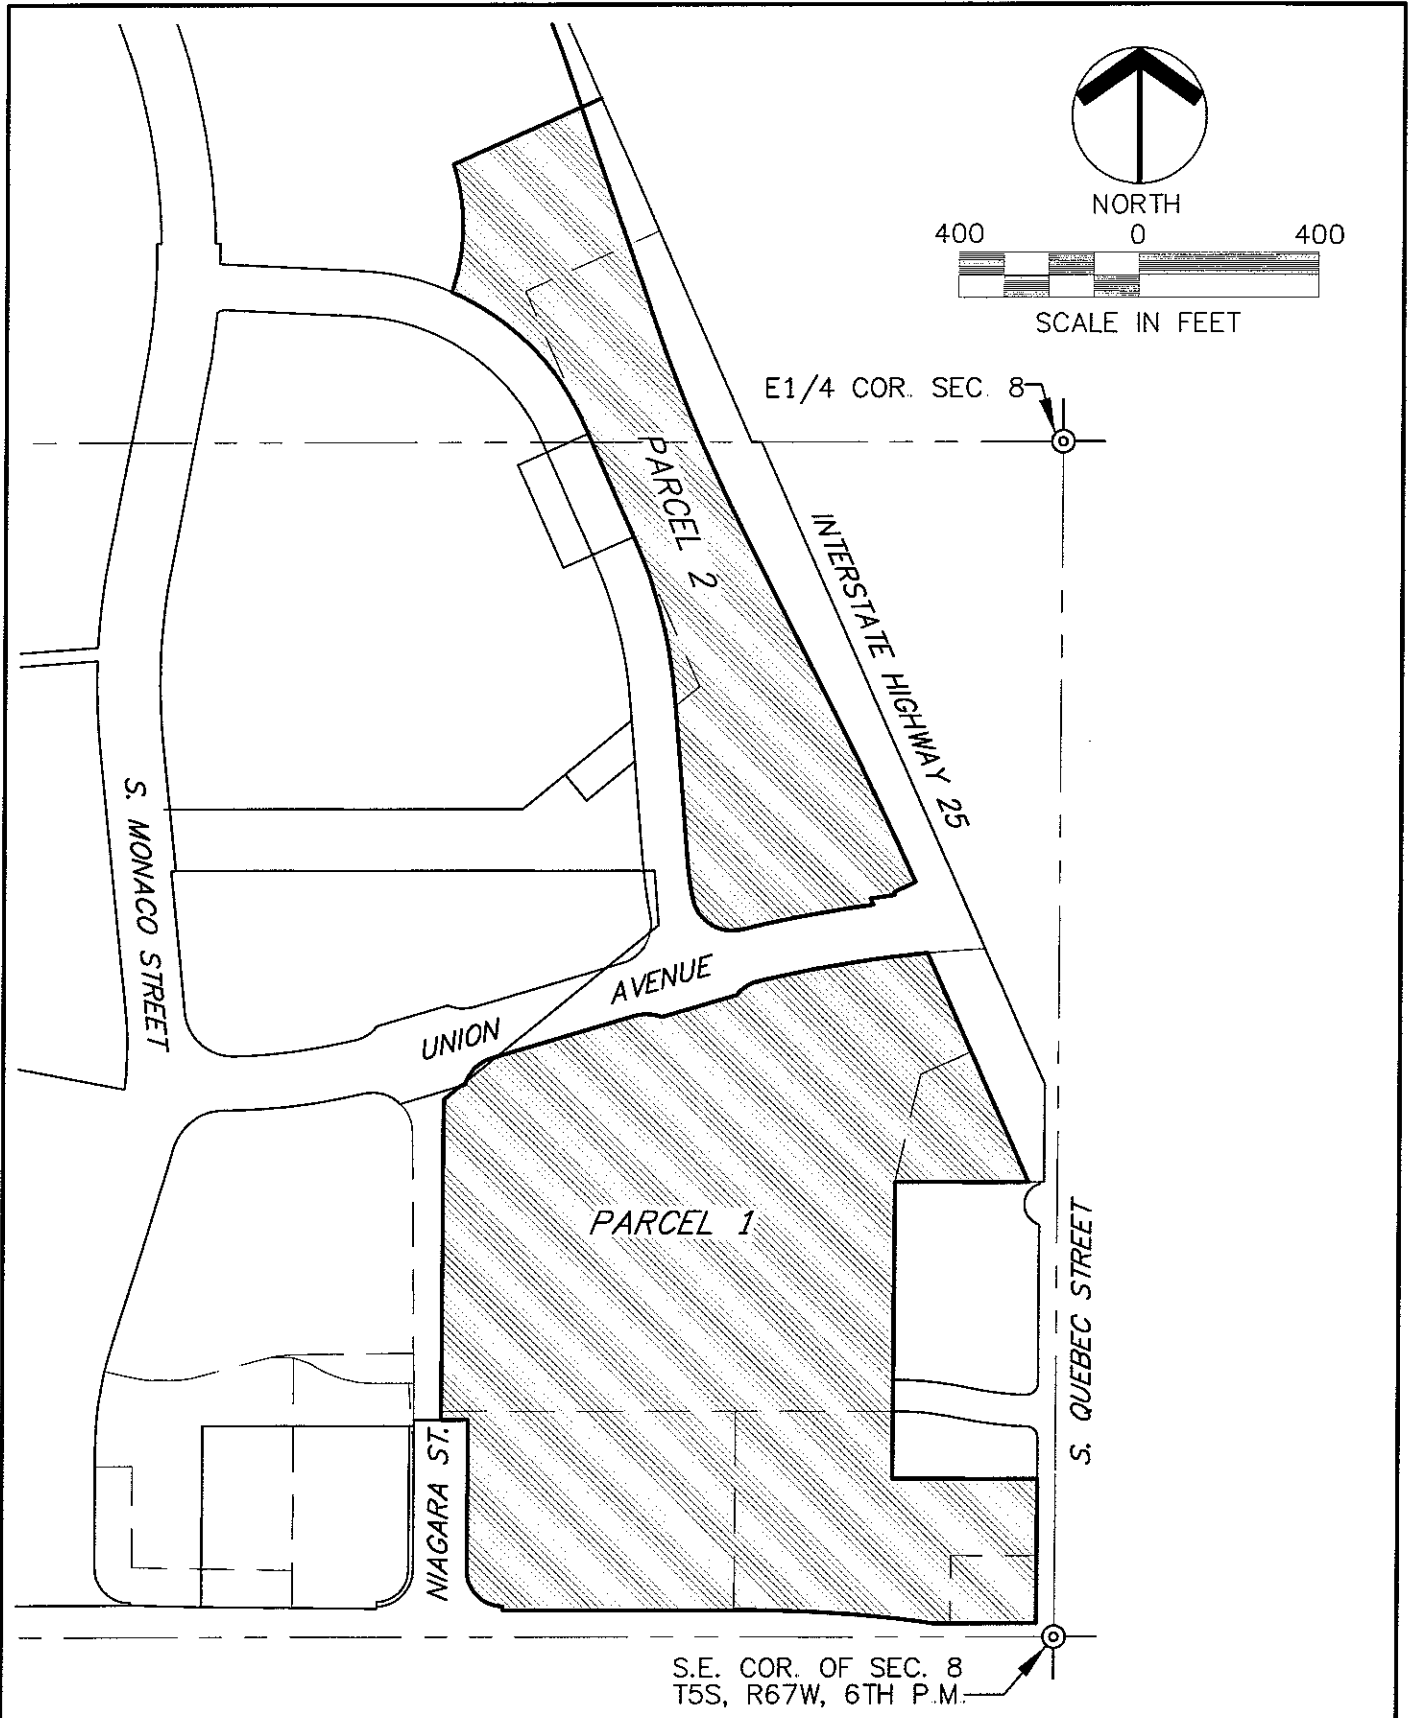 NORTH
400 0 400
SCALE IN FEET
E1/4 COR. SEC. 8
PARCEL 2
INTERSTATE HIGHWAY 25
S. MONACO STREET
UNION AVENUE
PARCEL 1
S. QUEBEC STREET
NIAGARA ST.
S.E. COR. OF SEC. 8
T5S, R67W, 6TH P.M.